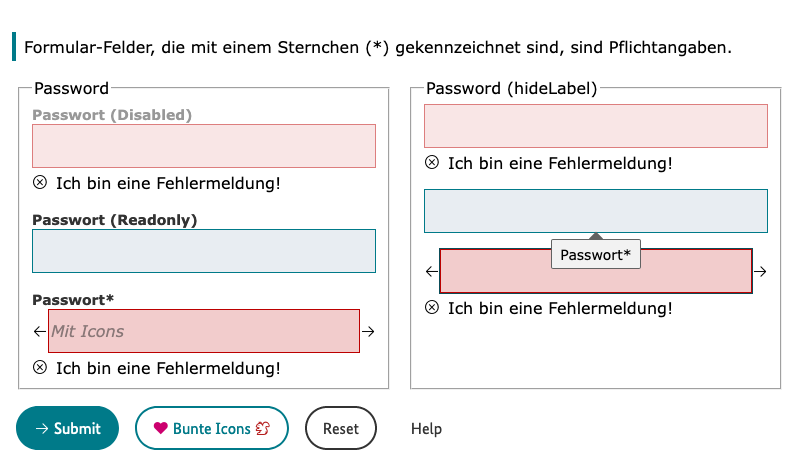 Formular-Felder, die mit einem Sternchen (*) gekennzeichnet sind, sind Pflichtangaben.
Password
Passwort (Disabled)
Ich bin eine Fehlermeldung!
Passwort (Readonly)
Passwort*
Mit Icons
Ich bin eine Fehlermeldung!
Password (hideLabel)
Ich bin eine Fehlermeldung!
Passwort*
Ich bin eine Fehlermeldung!
Submit
Bunte Icons
Reset
Help